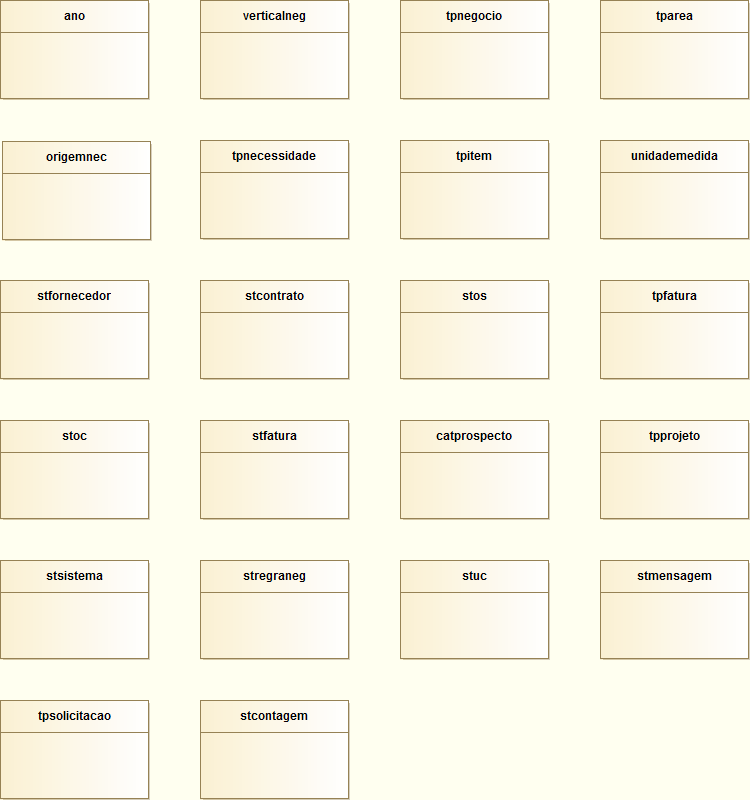 ano verticalneg tpnegocio tparea
origemnec tpnecessidade tpitem unidademedida
stfornecedor stcontrato stos tpfatura
stoc stfatura catprospecto tpprojeto
stsistema stregraneg stuc stmensagem
tpsolicitacao stcontagem